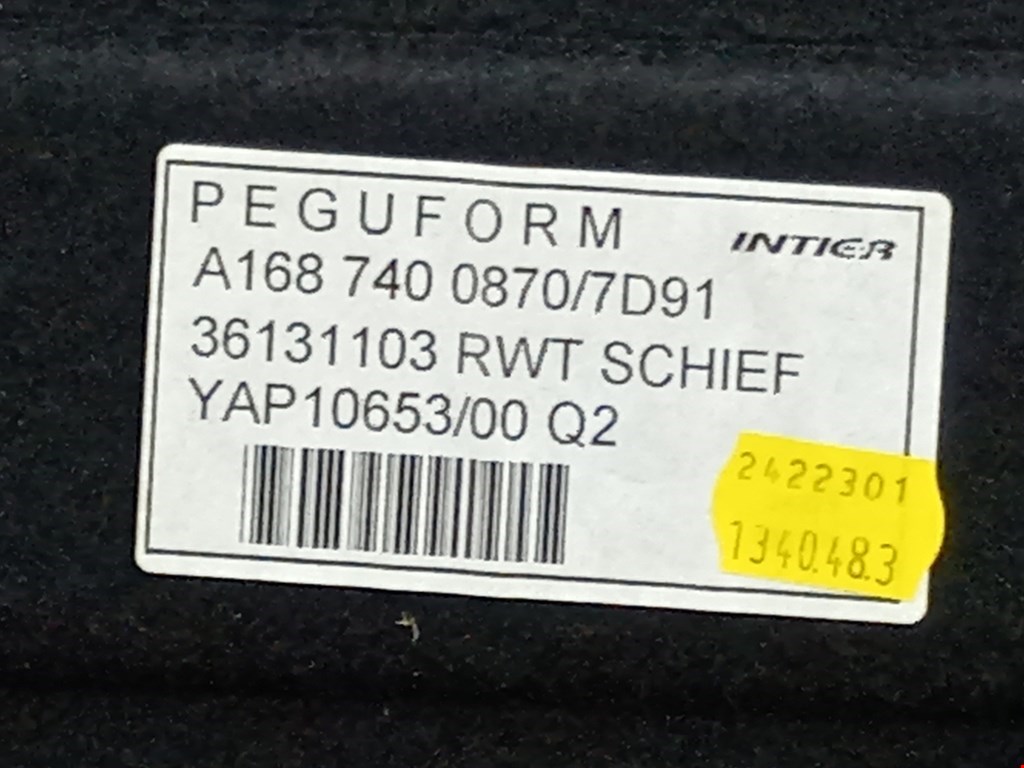 PEGUFORM
INTIER
A168 740 0870/7D91
36131103 RWT SCHIEF
YAP10653/00 Q2
2422301
1340.48.3